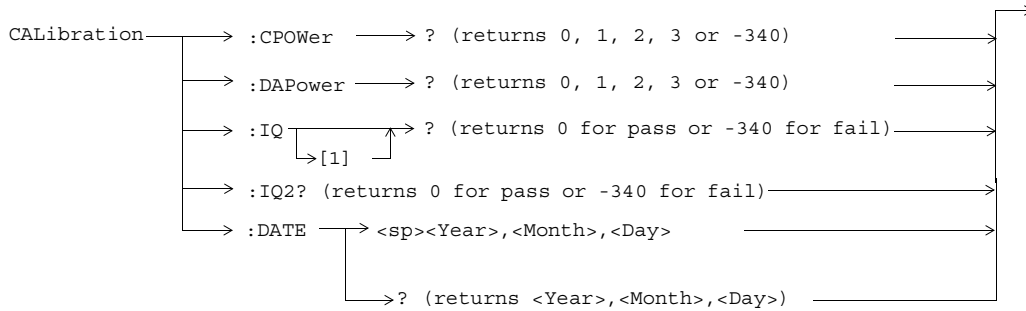 CALibration :CPOWer ? (returns 0, 1, 2, 3 or -340)
:DAPower ? (returns 0, 1, 2, 3 or -340)
:IQ ? (returns 0 for pass or -340 for fail)
[1]
:IQ2? (returns 0 for pass or -340 for fail)
:DATE <sp><Year>,<Month>,<Day>
? (returns <Year>,<Month>,<Day>)